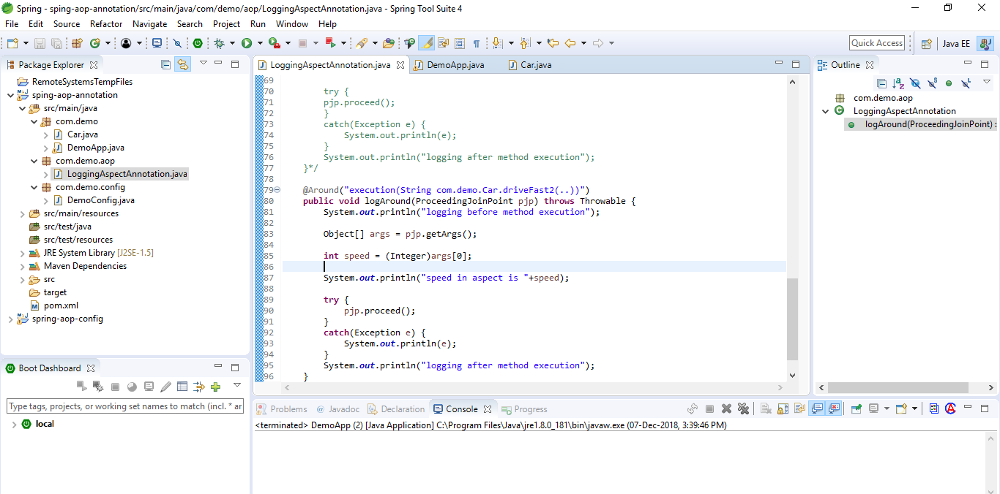 Spring - sping-aop-annotation/src/main/java/com/demo/aop/LoggingAspectAnnotation.java - Spring Tool Suite 4
File Edit Source Refactor Navigate Search Project Run Window Help
Quick Access Java EE
Package Explorer
RemoteSystemsTempFiles
sping-aop-annotation
src/main/java
com.demo
Car.java
DemoApp.java
com.demo.aop
LoggingAspectAnnotation.java
com.demo.config
DemoConfig.java
src/main/resources
src/test/java
src/test/resources
JRE System Library [J2SE-1.5]
Maven Dependencies
src
target
pom.xml
spring-aop-config
Boot Dashboard
Type tags, projects, or working set names to match (incl. * ar
local
LoggingAspectAnnotation.java DemoApp.java Car.java
69
70 try {
71 pjp.proceed();
72 }
73 catch(Exception e) {
74 System.out.println(e);
75 }
76 System.out.println("logging after method execution");
77 }*/
78
79 @Around("execution(String com.demo.Car.driveFast2(..))")
80 public void logAround(ProceedingJoinPoint pjp) throws Throwable {
81 System.out.println("logging before method execution");
82
83 Object[] args = pjp.getArgs();
84
85 int speed = (Integer)args[0];
86
87 System.out.println("speed in aspect is "+speed);
88
89 try {
90 pjp.proceed();
91 }
92 catch(Exception e) {
93 System.out.println(e);
94 }
95 System.out.println("logging after method execution");
96 }
Outline
com.demo.aop
LoggingAspectAnnotation
logAround(ProceedingJoinPoint) :
Problems @ Javadoc Declaration Console Progress
<terminated> DemoApp (2) [Java Application] C:\Program Files\Java\jre1.8.0_181\bin\javaw.exe (07-Dec-2018, 3:39:46 PM)